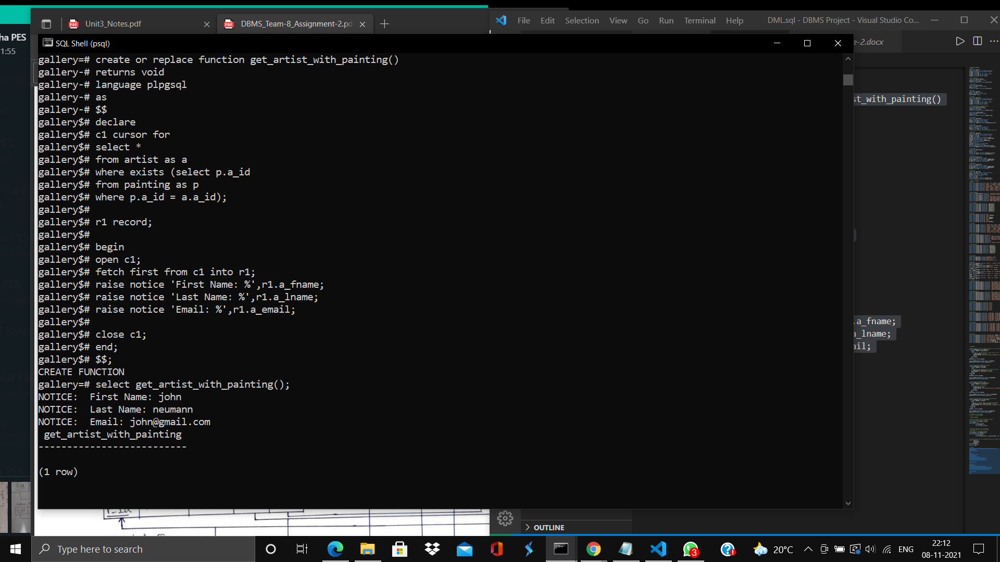 ha PES
1:55
Unit3_Notes.pdf
DBMS_Team-8_Assignment-2.pd
File Edit Selection View Go Run Terminal Help
DML.sql - DBMS Project - Visual Studio Co...
e-2.docx
SQL Shell (psql)
gallery=# create or replace function get_artist_with_painting()
gallery-# returns void
gallery-# language plpgsql
gallery-# as
gallery-# $$
gallery$# declare
gallery$# c1 cursor for
gallery$# select *
gallery$# from artist as a
gallery$# where exists (select p.a_id
gallery$# from painting as p
gallery$# where p.a_id = a.a_id);
gallery$#
gallery$# r1 record;
gallery$#
gallery$# begin
gallery$# open c1;
gallery$# fetch first from c1 into r1;
gallery$# raise notice 'First Name: %',r1.a_fname;
gallery$# raise notice 'Last Name: %',r1.a_lname;
gallery$# raise notice 'Email: %',r1.a_email;
gallery$#
gallery$# close c1;
gallery$# end;
gallery$# $$;
CREATE FUNCTION
gallery=# select get_artist_with_painting();
NOTICE:  First Name: john
NOTICE:  Last Name: neumann
NOTICE:  Email: john@gmail.com
get_artist_with_painting
--------------------------
(1 row)
st_with_painting()
.a_fname;
a_lname;
ail;
OUTLINE
Type here to search
3
20°C
ENG
22:12
08-11-2021